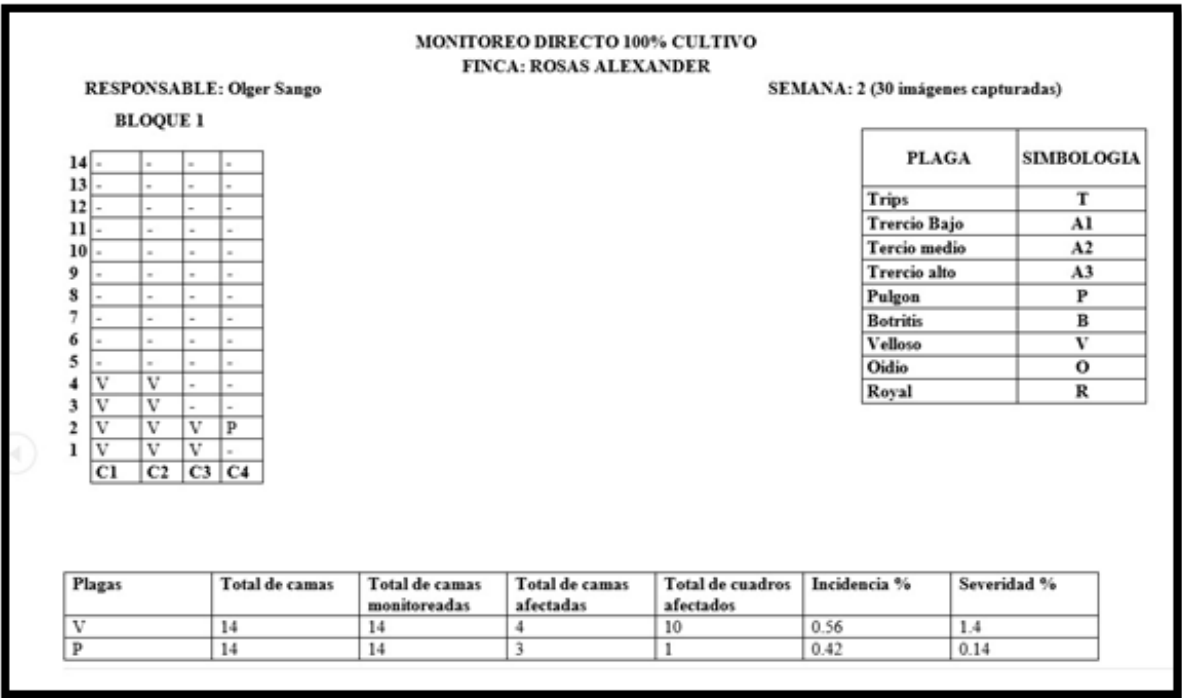 MONITOREO DIRECTO 100% CULTIVO
FINCA: ROSAS ALEXANDER
RESPONSABLE: Olger Sango
SEMANA: 2 (30 imágenes capturadas)
BLOQUE 1
14 - - - -
13 - - - -
12 - - - -
11 - - - -
10 - - - -
9 - - - -
8 - - - -
7 - - - -
6 - - - -
5 - - - -
4 V V - -
3 V V - -
2 V V V P
1 V V V -
C1 C2 C3 C4
PLAGA SIMBOLOGIA
Trips T
Trercio Bajo A1
Tercio medio A2
Trercio alto A3
Pulgon P
Botritis B
Velloso V
Oidio O
Royal R
Plagas Total de camas Total de camas monitoreadas Total de camas afectadas Total de cuadros afectados Incidencia % Severidad %
V 14 14 4 10 0.56 1.4
P 14 14 3 1 0.42 0.14